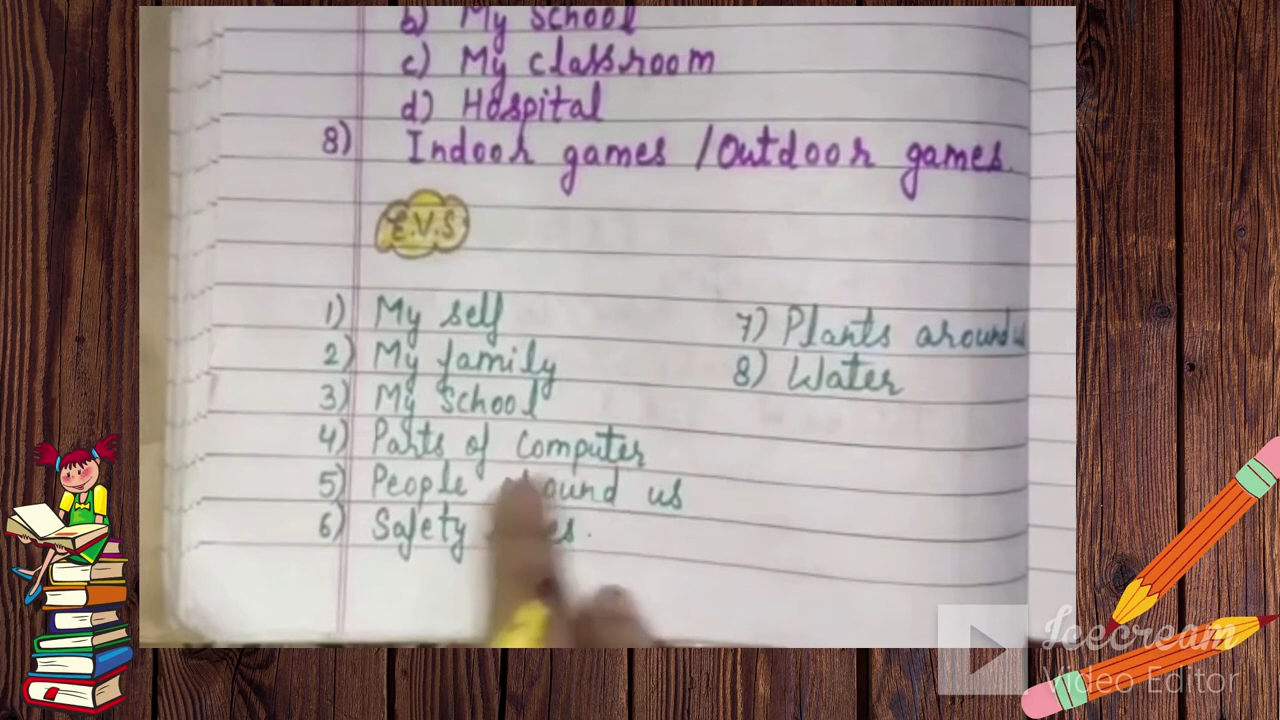 b) My school
c) My classroom
d) Hospital
8) Indoor games / Outdoor games.
E.V.S
1) My self
2) My family
3) My school
4) Parts of computer
5) People around us
6) Safety
7) Plants around
8) Water
Icecream
Video Editor